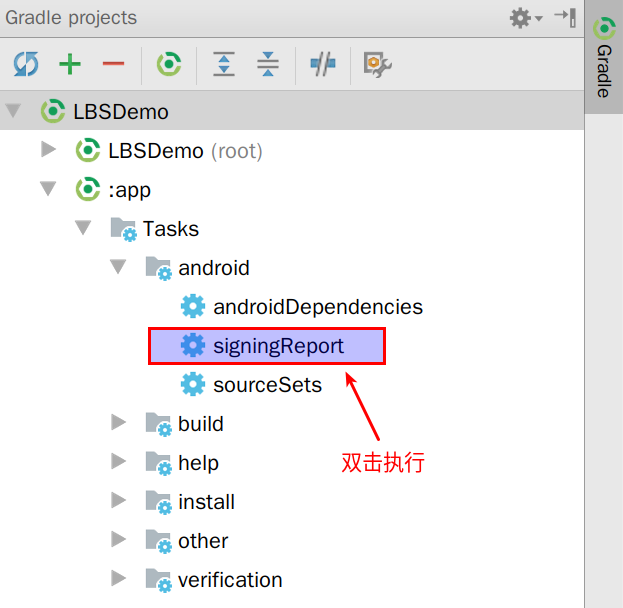 Gradle projects
Gradle
LBSDemo
LBSDemo (root)
:app
Tasks
android
androidDependencies
signingReport
sourceSets
build
双击执行
help
install
other
verification